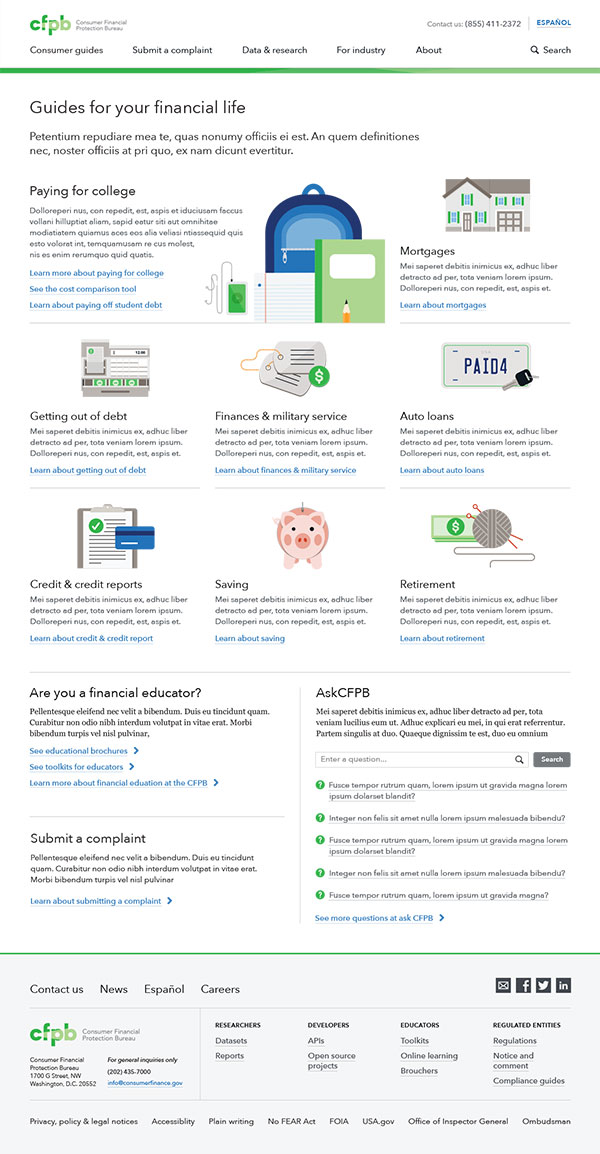 cfpb Consumer Financial
Protection Bureau
Contact us: (855) 411-2372
ESPAÑOL
Consumer guides
Submit a complaint
Data & research
For industry
About
Search
Guides for your financial life
Petentium repudiare mea te, quas nonumy officiis ei est. An quem definitiones
nec, noster officiis at pri quo, ex nam dicunt evertitur.
Paying for college
Dolloreperi nus, con repedit, est, aspis et iduciusam faccus
vollani hilluptiat aliam, sapid eatur siti aut omnihitae
modiatiatem quiamus aces eos alia veliasi ntiassequid quis
esto volorat int, temquamusam re cus molest,
nis es enim rerumquo quid quatis.
Learn more about paying for college
See the cost comparison tool
Learn about paying off student debt
Mortgages
Mei saperet debitis inimicus ex, adhuc liber
detracto ad per, tota veniam lorem ipsum.
Dolloreperi nus, con repedit, est, aspis et.
Learn about mortgages
12.00
Getting out of debt
Mei saperet debitis inimicus ex, adhuc liber
detracto ad per, tota veniam lorem ipsum.
Dolloreperi nus, con repedit, est, aspis et.
Learn about getting out of debt
$
Finances & military service
Mei saperet debitis inimicus ex, adhuc liber
detracto ad per, tota veniam lorem ipsum.
Dolloreperi nus, con repedit, est, aspis et.
Learn about finances & military service
PAID4
Auto loans
Mei saperet debitis inimicus ex, adhuc liber
detracto ad per, tota veniam lorem ipsum.
Dolloreperi nus, con repedit, est, aspis et.
Learn about auto loans
Credit & credit reports
Mei saperet debitis inimicus ex, adhuc liber
detracto ad per, tota veniam lorem ipsum.
Dolloreperi nus, con repedit, est, aspis et.
Learn about credit & credit report
Saving
Mei saperet debitis inimicus ex, adhuc liber
detracto ad per, tota veniam lorem ipsum.
Dolloreperi nus, con repedit, est, aspis et.
Learn about saving
$
Retirement
Mei saperet debitis inimicus ex, adhuc liber
detracto ad per, tota veniam lorem ipsum.
Dolloreperi nus, con repedit, est, aspis et.
Learn about retirement
Are you a financial educator?
Pellentesque eleifend nec velit a bibendum. Duis eu tincidunt quam.
Curabitur non odio nibh interdum volutpat in vitae erat. Morbi
bibendum turpis vel nisl pulvinar,
See educational brochures
See toolkits for educators
Learn more about financial eduation at the CFPB
Submit a complaint
Pellentesque eleifend nec velit a bibendum. Duis eu tincidunt
quam. Curabitur non odio nibh interdum volutpat in vitae erat.
Morbi bibendum turpis vel nisl pulvinar
Learn about submitting a complaint
AskCFPB
Mei saperet debitis inimicus ex, adhuc liber detracto ad per, tota
veniam lucilius eum ut. Adhuc explicari eu mei, in qui erat referrentur.
Partem singulis at duo. Quaeque dignissim te est, duo eu omnium
Enter a question...
Search
? Fusce tempor rutrum quam, lorem ipsum ut gravida magna lorem
ipsum dolarset blandit?
? Integer non felis sit amet nulla lorem ipsum malesuada bibendu?
? Fusce tempor rutrum quam, lorem ipsum ut gravida magna lorem
ipsum dolarset blandit?
? Integer non felis sit amet nulla lorem ipsum malesuada bibendu?
? Fusce tempor rutrum quam, lorem ipsum ut gravida magna?
See more questions at ask CFPB
Contact us
News
Español
Careers
cfpb Consumer Financial
Protection Bureau
Consumer Financial
Protection Bureau
1700 G Street, NW
Washington, D.C. 20552
For general inquiries only
(202) 435-7000
info@consumerfinance.gov
RESEARCHERS
Datasets
Reports
DEVELOPERS
APIs
Open source
projects
EDUCATORS
Toolkits
Online learning
Brouchers
REGULATED ENTITIES
Regulations
Notice and
comment
Compliance guides
Privacy, policy & legal notices
Accessiblity
Plain writing
No FEAR Act
FOIA
USA.gov
Office of Inspector General
Ombudsman